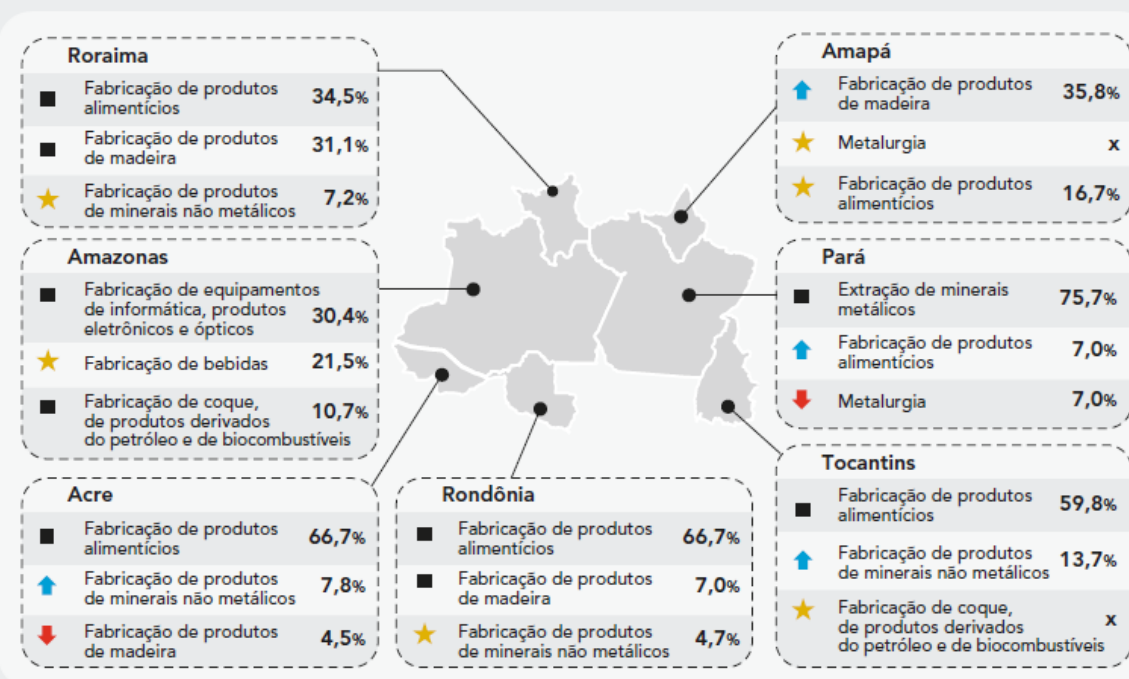 Roraima
Fabricação de produtos
alimentícios
34,5%
Fabricação de produtos
de madeira
31,1%
Fabricação de produtos
de minerais não metálicos
7,2%
Amazonas
Fabricação de equipamentos
de informática, produtos
eletrônicos e ópticos
30,4%
Fabricação de bebidas
21,5%
Fabricação de coque,
de produtos derivados
do petróleo e de biocombustíveis
10,7%
Acre
Fabricação de produtos
alimentícios
66,7%
Fabricação de produtos
de minerais não metálicos
7,8%
Fabricação de produtos
de madeira
4,5%
Rondônia
Fabricação de produtos
alimentícios
66,7%
Fabricação de produtos
de madeira
7,0%
Fabricação de produtos
de minerais não metálicos
4,7%
Amapá
Fabricação de produtos
de madeira
35,8%
Metalurgia
x
Fabricação de produtos
alimentícios
16,7%
Pará
Extração de minerais
metálicos
75,7%
Fabricação de produtos
alimentícios
7,0%
Metalurgia
7,0%
Tocantins
Fabricação de produtos
alimentícios
59,8%
Fabricação de produtos
de minerais não metálicos
13,7%
Fabricação de coque,
de produtos derivados
do petróleo e de biocombustíveis
x